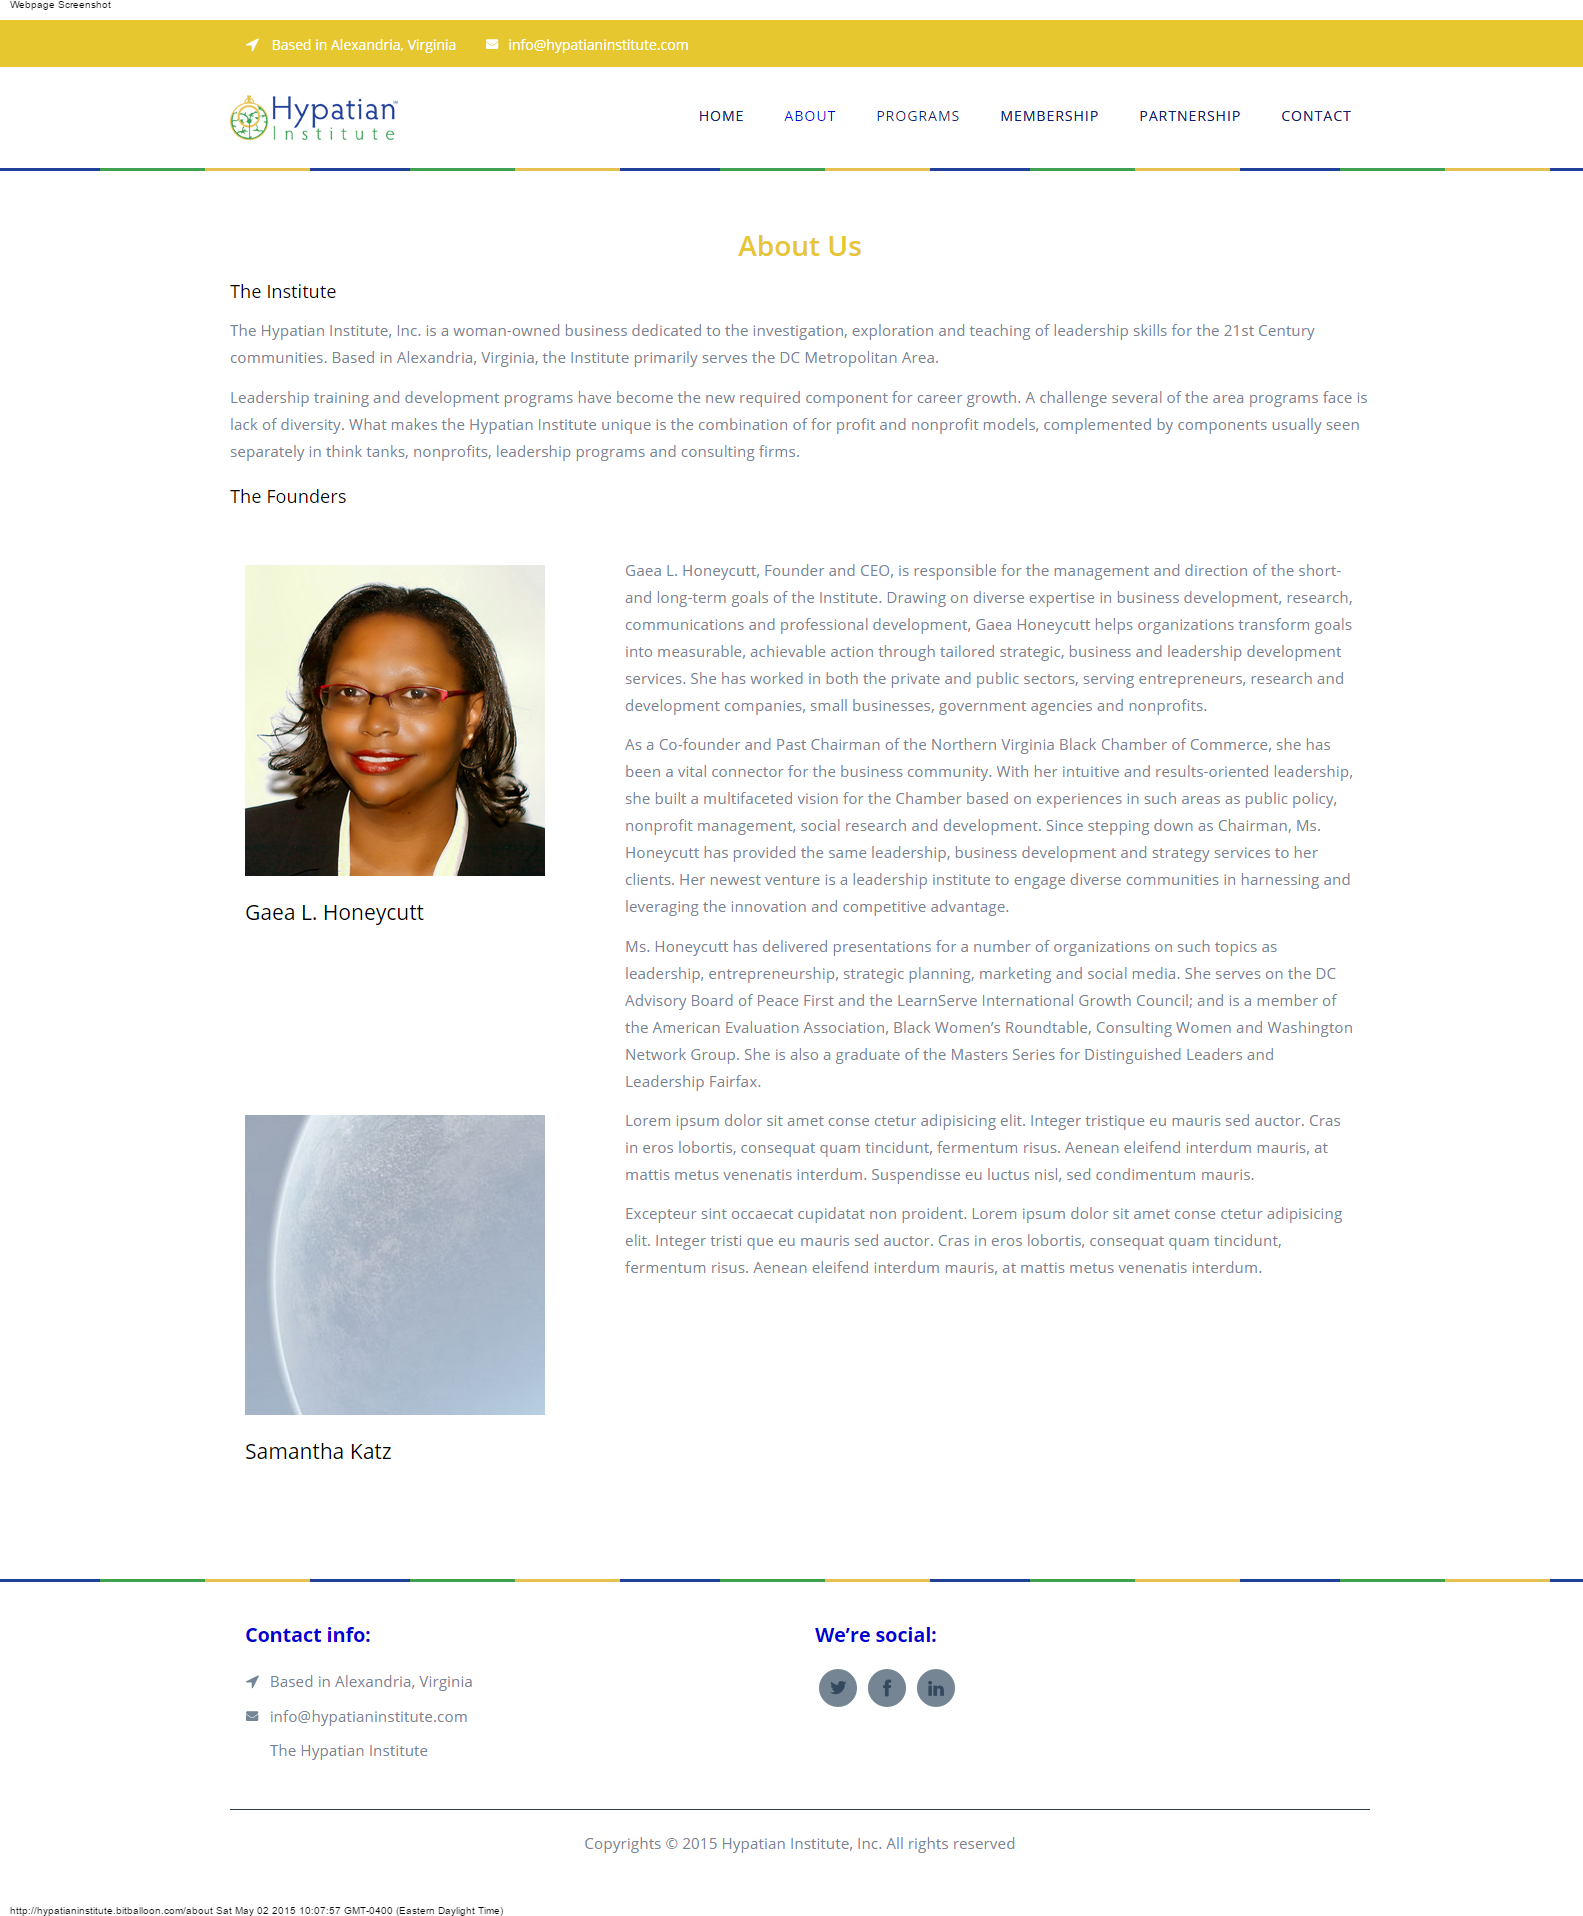 Webpage Screenshot
Based in Alexandria, Virginia info@hypatianinstitute.com
Hypatian
Institute
HOME ABOUT PROGRAMS MEMBERSHIP PARTNERSHIP CONTACT
About Us
The Institute
The Hypatian Institute, Inc. is a woman-owned business dedicated to the investigation, exploration and teaching of leadership skills for the 21st Century
communities. Based in Alexandria, Virginia, the Institute primarily serves the DC Metropolitan Area.
Leadership training and development programs have become the new required component for career growth. A challenge several of the area programs face is
lack of diversity. What makes the Hypatian Institute unique is the combination of for profit and nonprofit models, complemented by components usually seen
separately in think tanks, nonprofits, leadership programs and consulting firms.
The Founders
Gaea L. Honeycutt, Founder and CEO, is responsible for the management and direction of the short-
and long-term goals of the Institute. Drawing on diverse expertise in business development, research,
communications and professional development, Gaea Honeycutt helps organizations transform goals
into measurable, achievable action through tailored strategic, business and leadership development
services. She has worked in both the private and public sectors, serving entrepreneurs, research and
development companies, small businesses, government agencies and nonprofits.
As a Co-founder and Past Chairman of the Northern Virginia Black Chamber of Commerce, she has
been a vital connector for the business community. With her intuitive and results-oriented leadership,
she built a multifaceted vision for the Chamber based on experiences in such areas as public policy,
nonprofit management, social research and development. Since stepping down as Chairman, Ms.
Honeycutt has provided the same leadership, business development and strategy services to her
clients. Her newest venture is a leadership institute to engage diverse communities in harnessing and
leveraging the innovation and competitive advantage.
Ms. Honeycutt has delivered presentations for a number of organizations on such topics as
leadership, entrepreneurship, strategic planning, marketing and social media. She serves on the DC
Advisory Board of Peace First and the LearnServe International Growth Council; and is a member of
the American Evaluation Association, Black Women’s Roundtable, Consulting Women and Washington
Network Group. She is also a graduate of the Masters Series for Distinguished Leaders and
Leadership Fairfax.
Gaea L. Honeycutt
Lorem ipsum dolor sit amet conse ctetur adipisicing elit. Integer tristique eu mauris sed auctor. Cras
in eros lobortis, consequat quam tincidunt, fermentum risus. Aenean eleifend interdum mauris, at
mattis metus venenatis interdum. Suspendisse eu luctus nisl, sed condimentum mauris.
Excepteur sint occaecat cupidatat non proident. Lorem ipsum dolor sit amet conse ctetur adipisicing
elit. Integer tristi que eu mauris sed auctor. Cras in eros lobortis, consequat quam tincidunt,
fermentum risus. Aenean eleifend interdum mauris, at mattis metus venenatis interdum.
Samantha Katz
Contact info:
Based in Alexandria, Virginia
info@hypatianinstitute.com
The Hypatian Institute
We’re social:
Copyrights © 2015 Hypatian Institute, Inc. All rights reserved
http://hypatianinstitute.bitballoon.com/about Sat May 02 2015 10:07:57 GMT-0400 (Eastern Daylight Time)